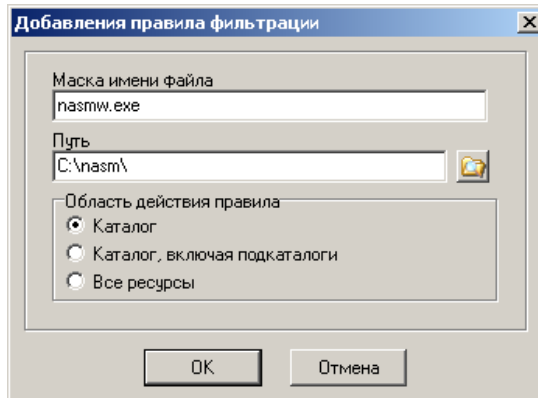 Добавления правила фильтрации
Маска имени файла
nasmw.exe
Путь
C:\nasm\
Область действия правила
Каталог
Каталог, включая подкаталоги
Все ресурсы
OK
Отмена